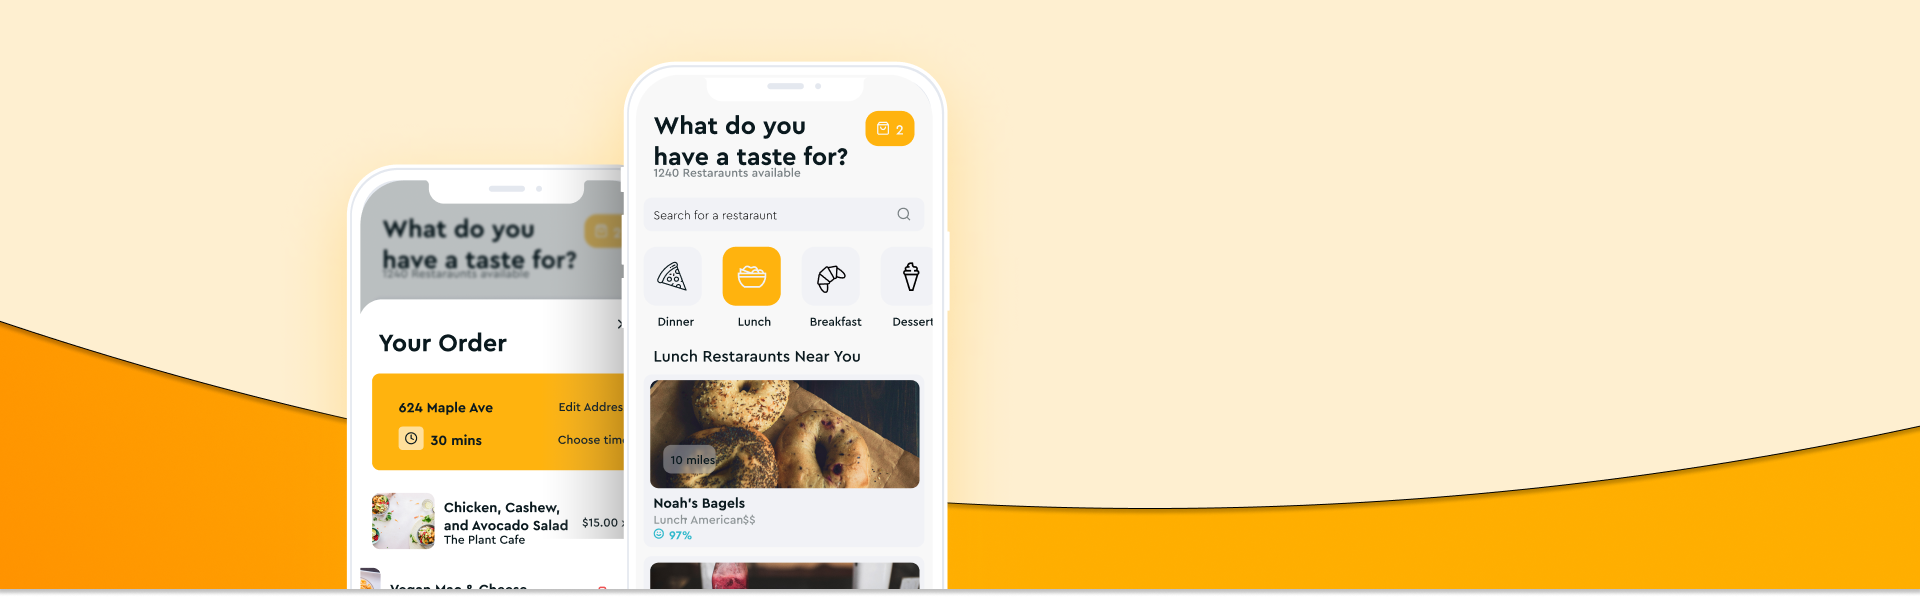 What do you
have a taste for?
1240 Restaraunts available
Your Order
624 Maple Ave
Edit Addres
30 mins
Choose tim
Chicken, Cashew,
and Avocado Salad
$15.00
The Plant Cafe
Vegan Mac & Cheese
What do you
have a taste for?
2
1240 Restaraunts available
Search for a restaraunt
Dinner
Lunch
Breakfast
Dessert
Lunch Restaraunts Near You
10 miles
Noah's Bagels
Lunch American$$
97%